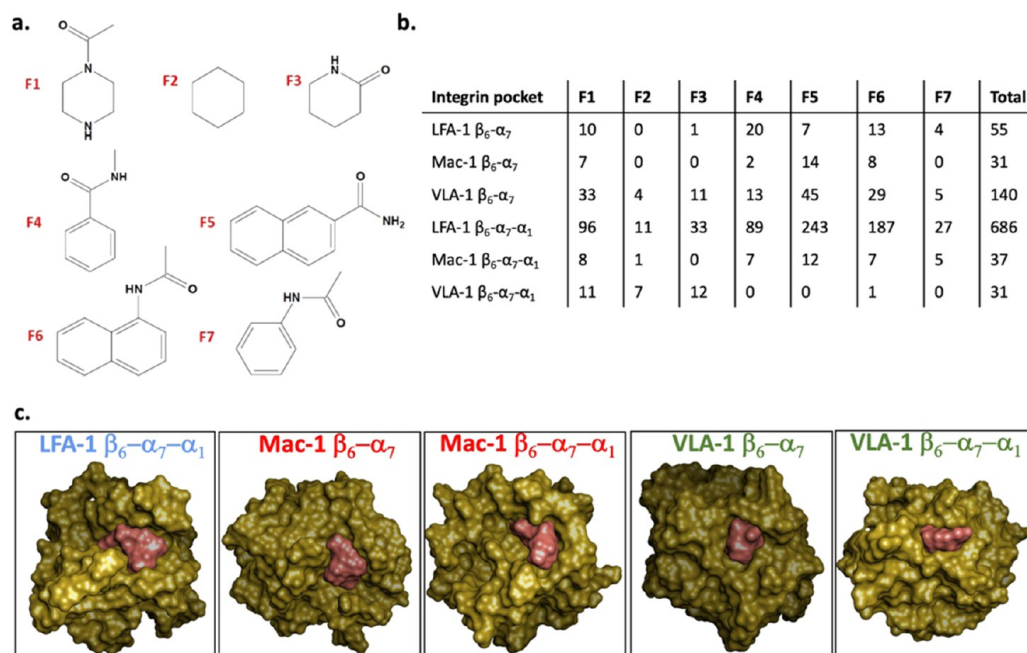 a.
O
N
N
H
F1
F2
H
N
O
F3
O
NH
F4
O
NH₂
F5
HN
O
F6
HN
O
F7
b.
Integrin pocket F1 F2 F3 F4 F5 F6 F7 Total
LFA-1 β₆-α₇ 10 0 1 20 7 13 4 55
Mac-1 β₆-α₇ 7 0 0 2 14 8 0 31
VLA-1 β₆-α₇ 33 4 11 13 45 29 5 140
LFA-1 β₆-α₇-α₁ 96 11 33 89 243 187 27 686
Mac-1 β₆-α₇-α₁ 8 1 0 7 12 7 5 37
VLA-1 β₆-α₇-α₁ 11 7 12 0 0 1 0 31
c.
LFA-1 β₆–α₇–α₁
Mac-1 β₆–α₇
Mac-1 β₆–α₇–α₁
VLA-1 β₆–α₇
VLA-1 β₆–α₇–α₁